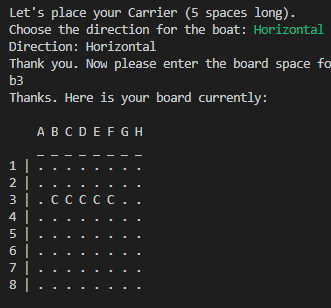 Let's place your Carrier (5 spaces long).
Choose the direction for the boat: Horizontal
Direction: Horizontal
Thank you. Now please enter the board space fo
b3
Thanks. Here is your board currently:
A B C D E F G H
_ _ _ _ _ _ _ _
1 | . . . . . . . .
2 | . . . . . . . .
3 | . C C C C C . .
4 | . . . . . . . .
5 | . . . . . . . .
6 | . . . . . . . .
7 | . . . . . . . .
8 | . . . . . . . .